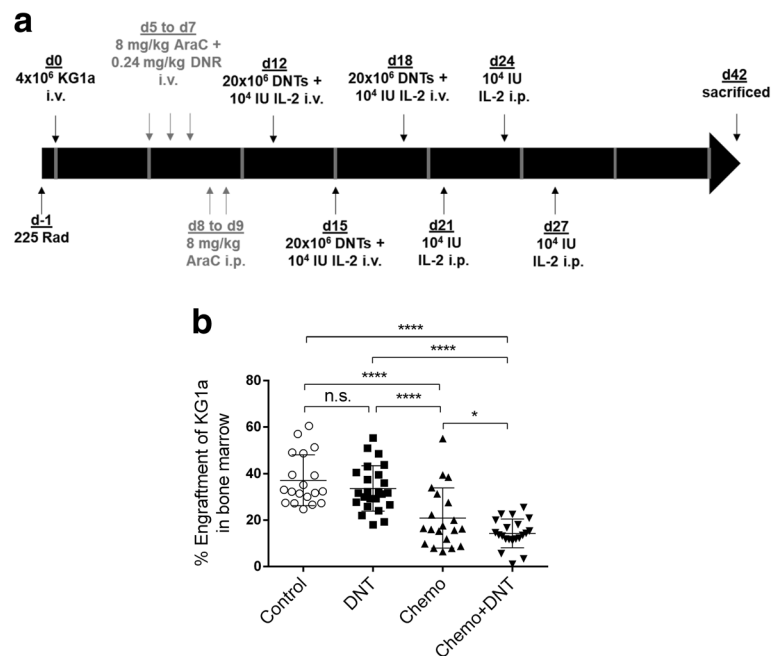 a
d5 to d7
8 mg/kg AraC +
0.24 mg/kg DNR
i.v.
d0
4x10⁶ KG1a
i.v.
d12
20x10⁶ DNTs +
10⁴ IU IL-2 i.v.
d18
20x10⁶ DNTs +
10⁴ IU IL-2 i.v.
d24
10⁴ IU
IL-2 i.p.
d42
sacrificed
d-1
225 Rad
d8 to d9
8 mg/kg
AraC i.p.
d15
20x10⁶ DNTs +
10⁴ IU IL-2 i.v.
d21
10⁴ IU
IL-2 i.p.
d27
10⁴ IU
IL-2 i.p.
b
****
****
****
n.s.
****
*
% Engraftment of KG1a
in bone marrow
80
60
40
20
0
Control
DNT
Chemo
Chemo+DNT